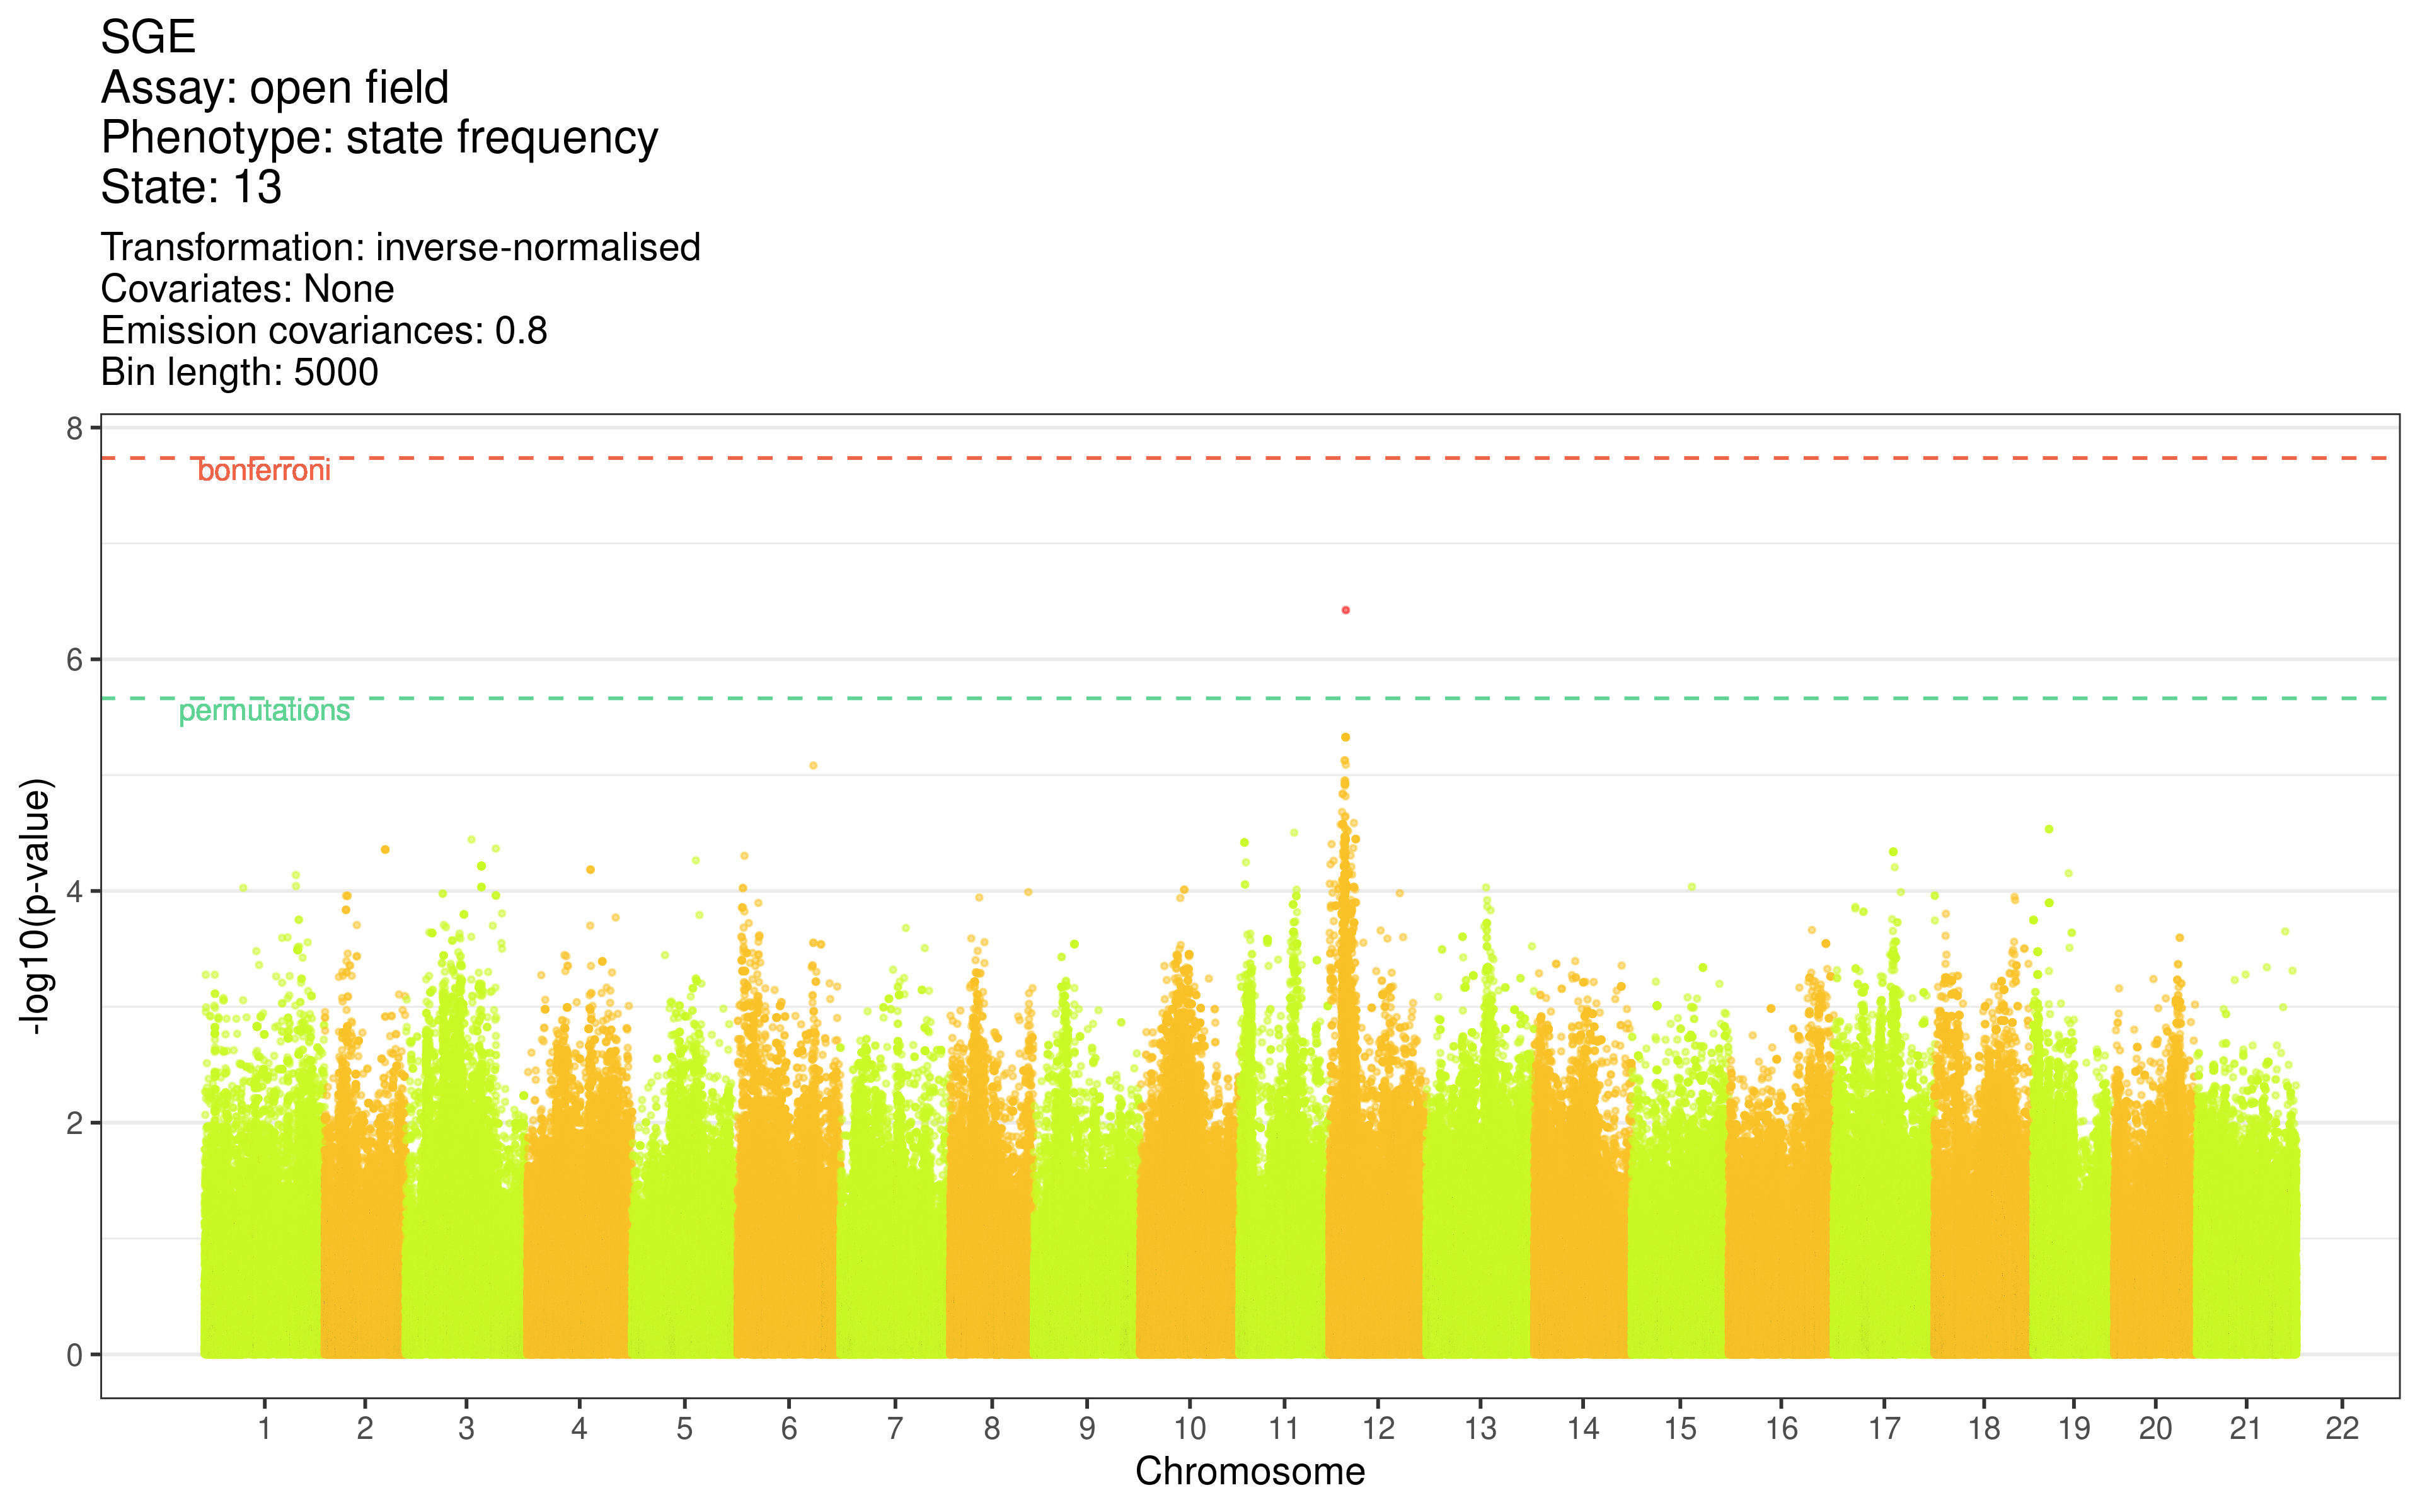 SGE
Assay: open field
Phenotype: state frequency
State: 13
Transformation: inverse-normalised
Covariates: None
Emission covariances: 0.8
Bin length: 5000
8
bonferroni
6
permutations
4
2
0
-log10(p-value)
1 2 3 4 5 6 7 8 9 10 11 12 13 14 15 16 17 18 19 20 21 22
Chromosome